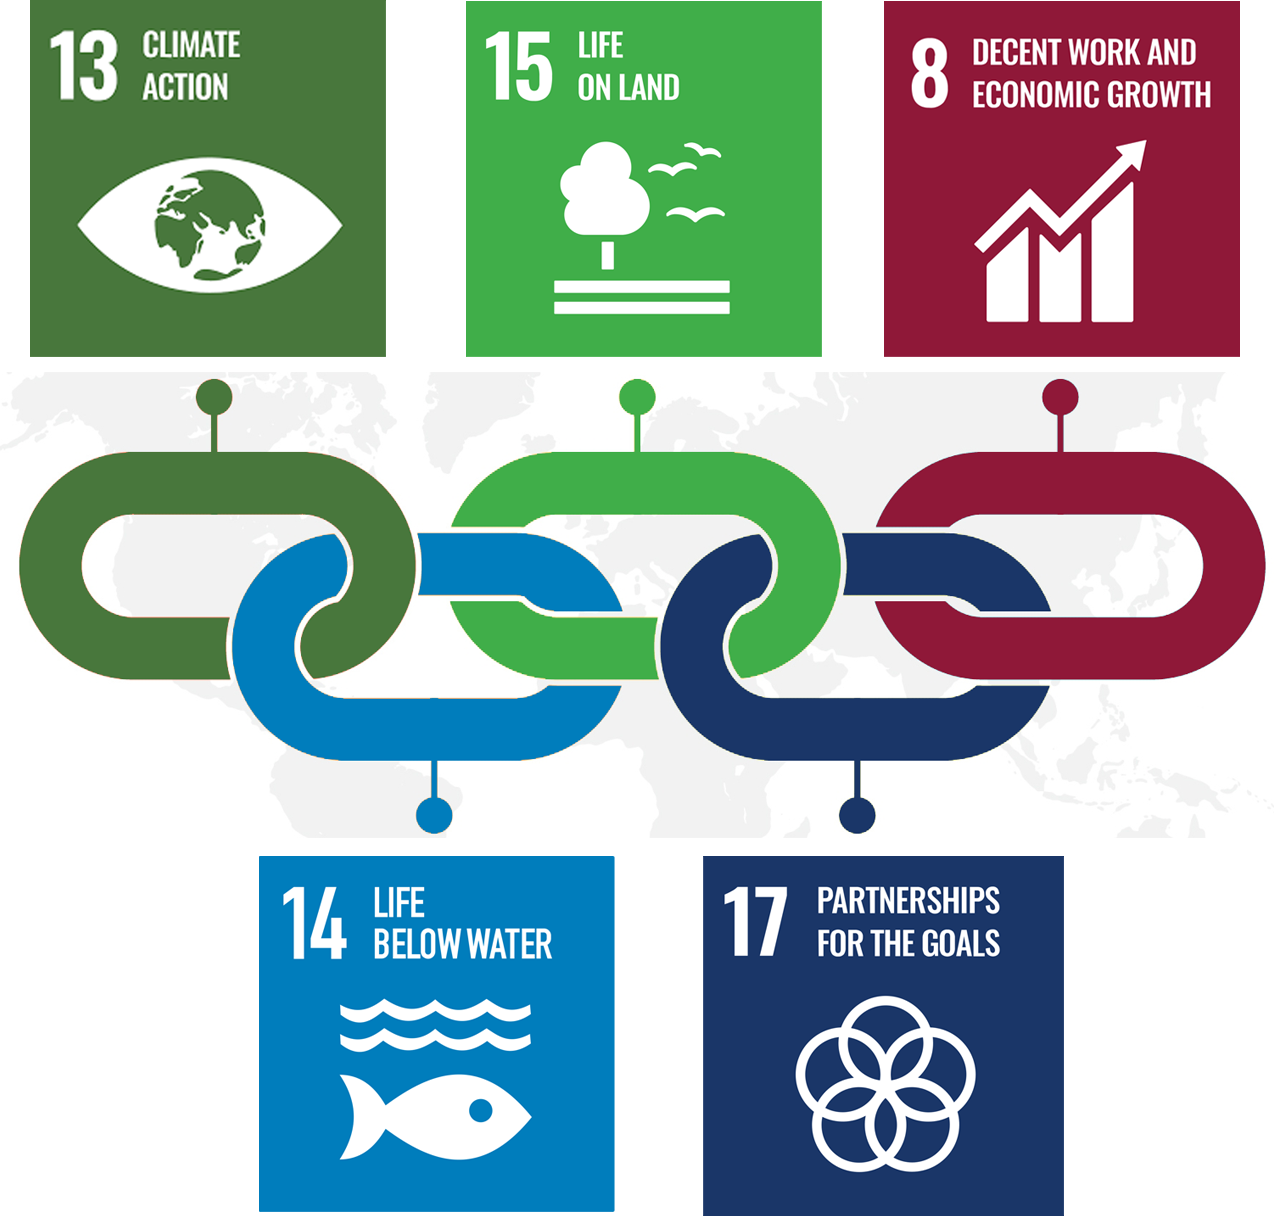 13 CLIMATE
ACTION
15 LIFE
ON LAND
8 DECENT WORK AND
ECONOMIC GROWTH
14 LIFE
BELOW WATER
17 PARTNERSHIPS
FOR THE GOALS